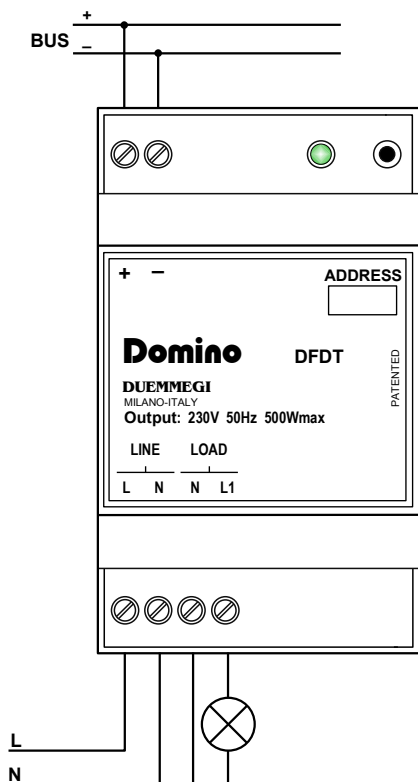 +
BUS –
+ –
ADDRESS
Domino DFDT
PATENTED
DUEMMEGI
MILANO-ITALY
Output: 230V 50Hz 500Wmax
LINE LOAD
L N N L1
L
N